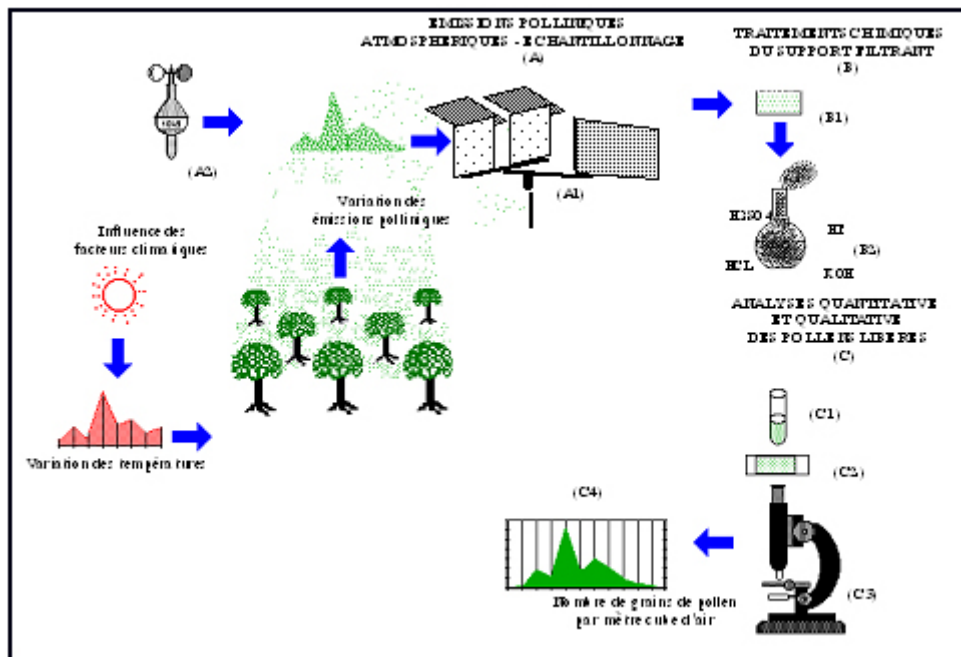 EMISSIONS POLLINIQUES
ATMOSPHERIQUES - ECHANTILLONNAGE
(A)
TRAITEMENTS CHIMIQUES
DU SUPPORT FILTRANT
(B)
(B1)
(A2)
(A1)
Variation des
émissions polliniques
Influence des
facteurs climatiques
H2SO4
HF
(B2)
HCL
KOH
ANALYSES QUANTITATIVE
ET QUALITATIVE
DES POLLENS LIBERES
(C)
(C1)
Variation des températures
(C2)
(C4)
(C3)
Nombre de grains de pollen
par mètre cube d'air